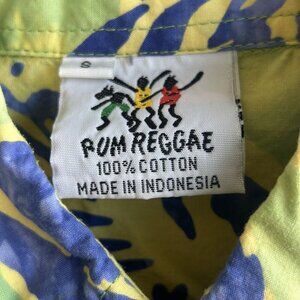 RUM REGGAE
100% COTTON
MADE IN INDONESIA